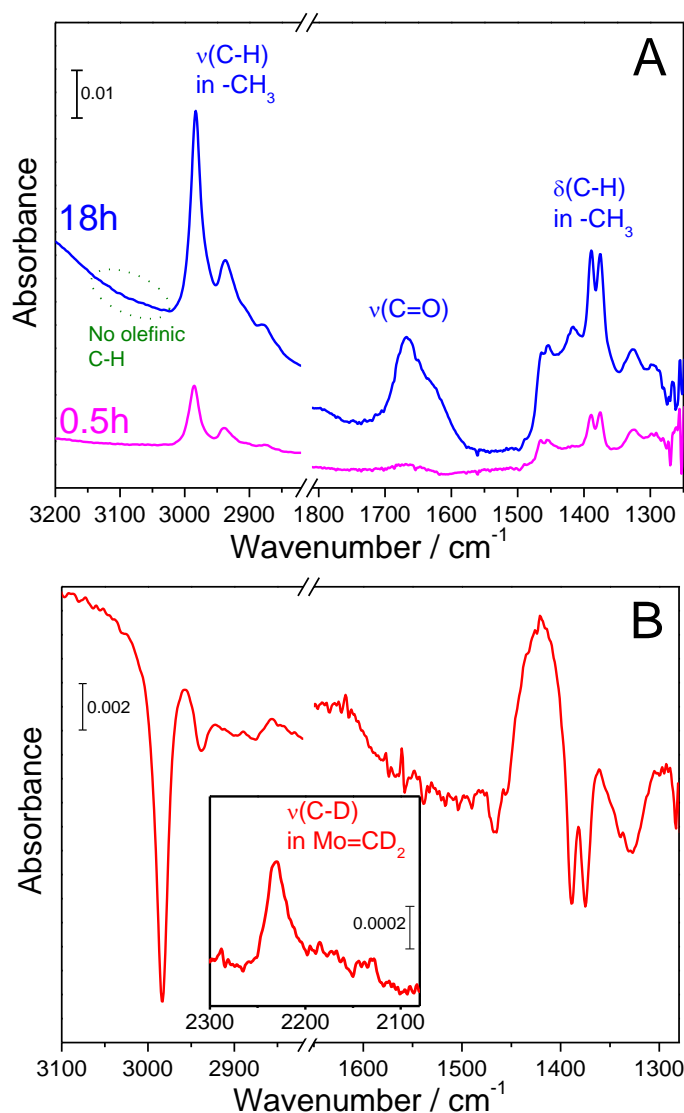 A
ν(C-H)
in -CH₃
0.01
18h
δ(C-H)
in -CH₃
ν(C=O)
No olefinic
C-H
0.5h
Absorbance
3200 3100 3000 2900 1800 1700 1600 1500 1400 1300
Wavenumber / cm⁻¹
B
0.002
ν(C-D)
in Mo=CD₂
0.0002
2300 2200 2100
Absorbance
3100 3000 2900 1600 1500 1400 1300
Wavenumber / cm⁻¹